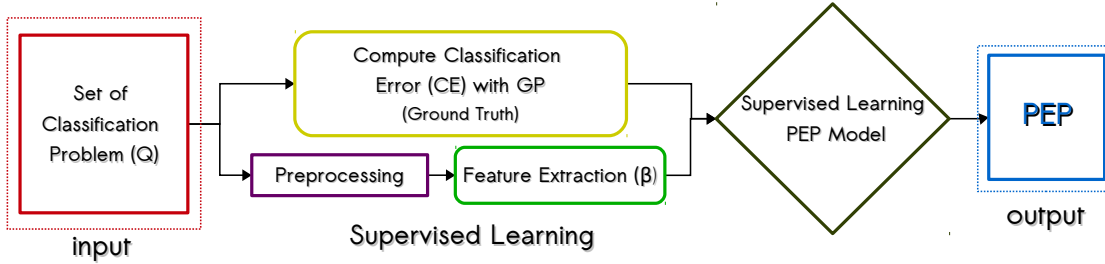 Set of
Classification
Problem (Q)
input
Compute Classification
Error (CE) with GP
(Ground Truth)
Preprocessing
Feature Extraction (β)
Supervised Learning
Supervised Learning
PEP Model
PEP
output